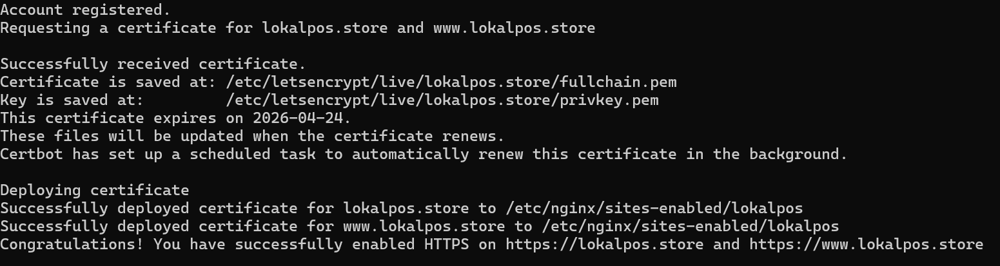 Account registered.
Requesting a certificate for lokalpos.store and www.lokalpos.store
Successfully received certificate.
Certificate is saved at: /etc/letsencrypt/live/lokalpos.store/fullchain.pem
Key is saved at:         /etc/letsencrypt/live/lokalpos.store/privkey.pem
This certificate expires on 2026-04-24.
These files will be updated when the certificate renews.
Certbot has set up a scheduled task to automatically renew this certificate in the background.
Deploying certificate
Successfully deployed certificate for lokalpos.store to /etc/nginx/sites-enabled/lokalpos
Successfully deployed certificate for www.lokalpos.store to /etc/nginx/sites-enabled/lokalpos
Congratulations! You have successfully enabled HTTPS on https://lokalpos.store and https://www.lokalpos.store